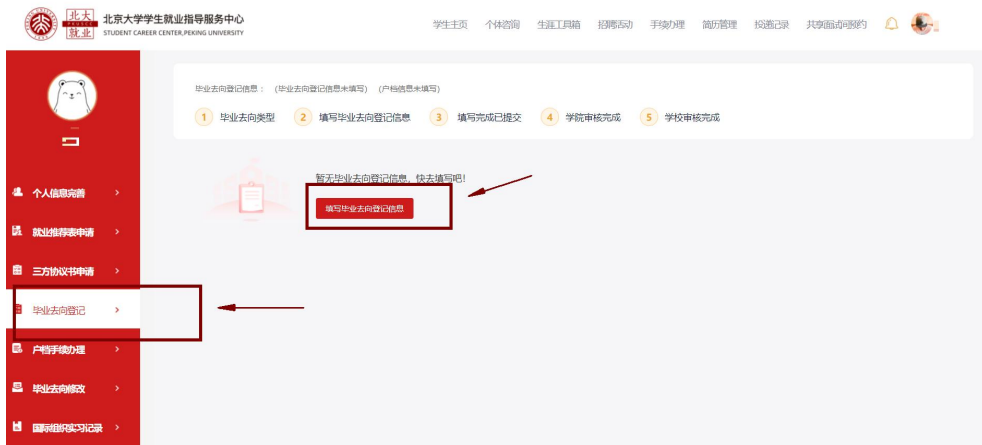 北大
就业
PKUSCC
北京大学学生就业指导服务中心
STUDENT CAREER CENTER,PEKING UNIVERSITY
学生主页 个体咨询 生涯工具箱 招聘活动 手续办理 简历管理 投递记录 共享面试间预约
毕业去向登记信息： (毕业去向登记信息未填写) (户档信息未填写)
1 毕业去向类型 2 填写毕业去向登记信息 3 填写完成已提交 4 学院审核完成 5 学校审核完成
暂无毕业去向登记信息，快去填写吧!
填写毕业去向登记信息
个人信息完善
就业推荐表申请
三方协议书申请
毕业去向登记
户档手续办理
毕业去向修改
国际组织实习记录